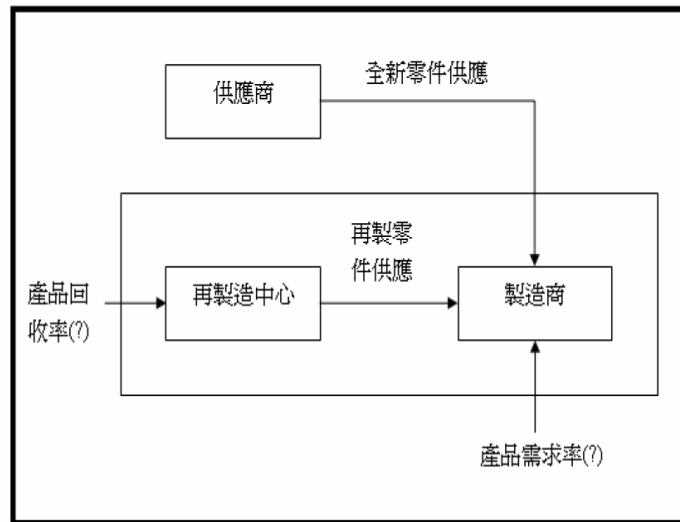 供應商
全新零件供應
再製零
件供應
產品回
收率(?)
再製造中心
製造商
產品需求率(?)